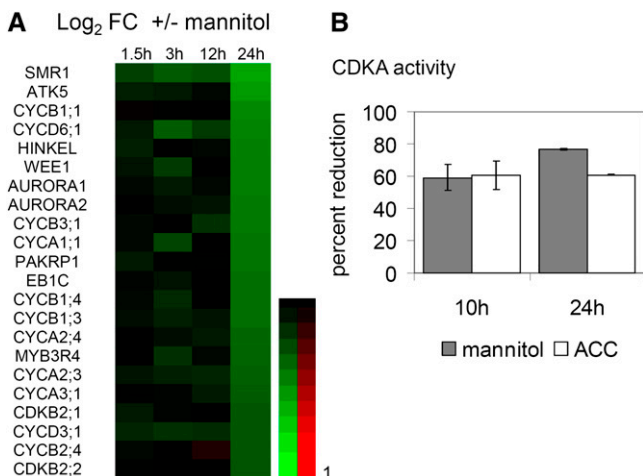 A
Log2 FC +/- mannitol
1.5h 3h 12h 24h
SMR1
ATK5
CYCB1;1
CYCD6;1
HINKEL
WEE1
AURORA1
AURORA2
CYCB3;1
CYCA1;1
PAKRP1
EB1C
CYCB1;4
CYCB1;3
CYCA2;4
MYB3R4
CYCA2;3
CYCA3;1
CDKB2;1
CYCD3;1
CYCB2;4
CDKB2;2
1
B
CDKA activity
percent reduction
100
80
60
40
20
0
10h 24h
mannitol ACC